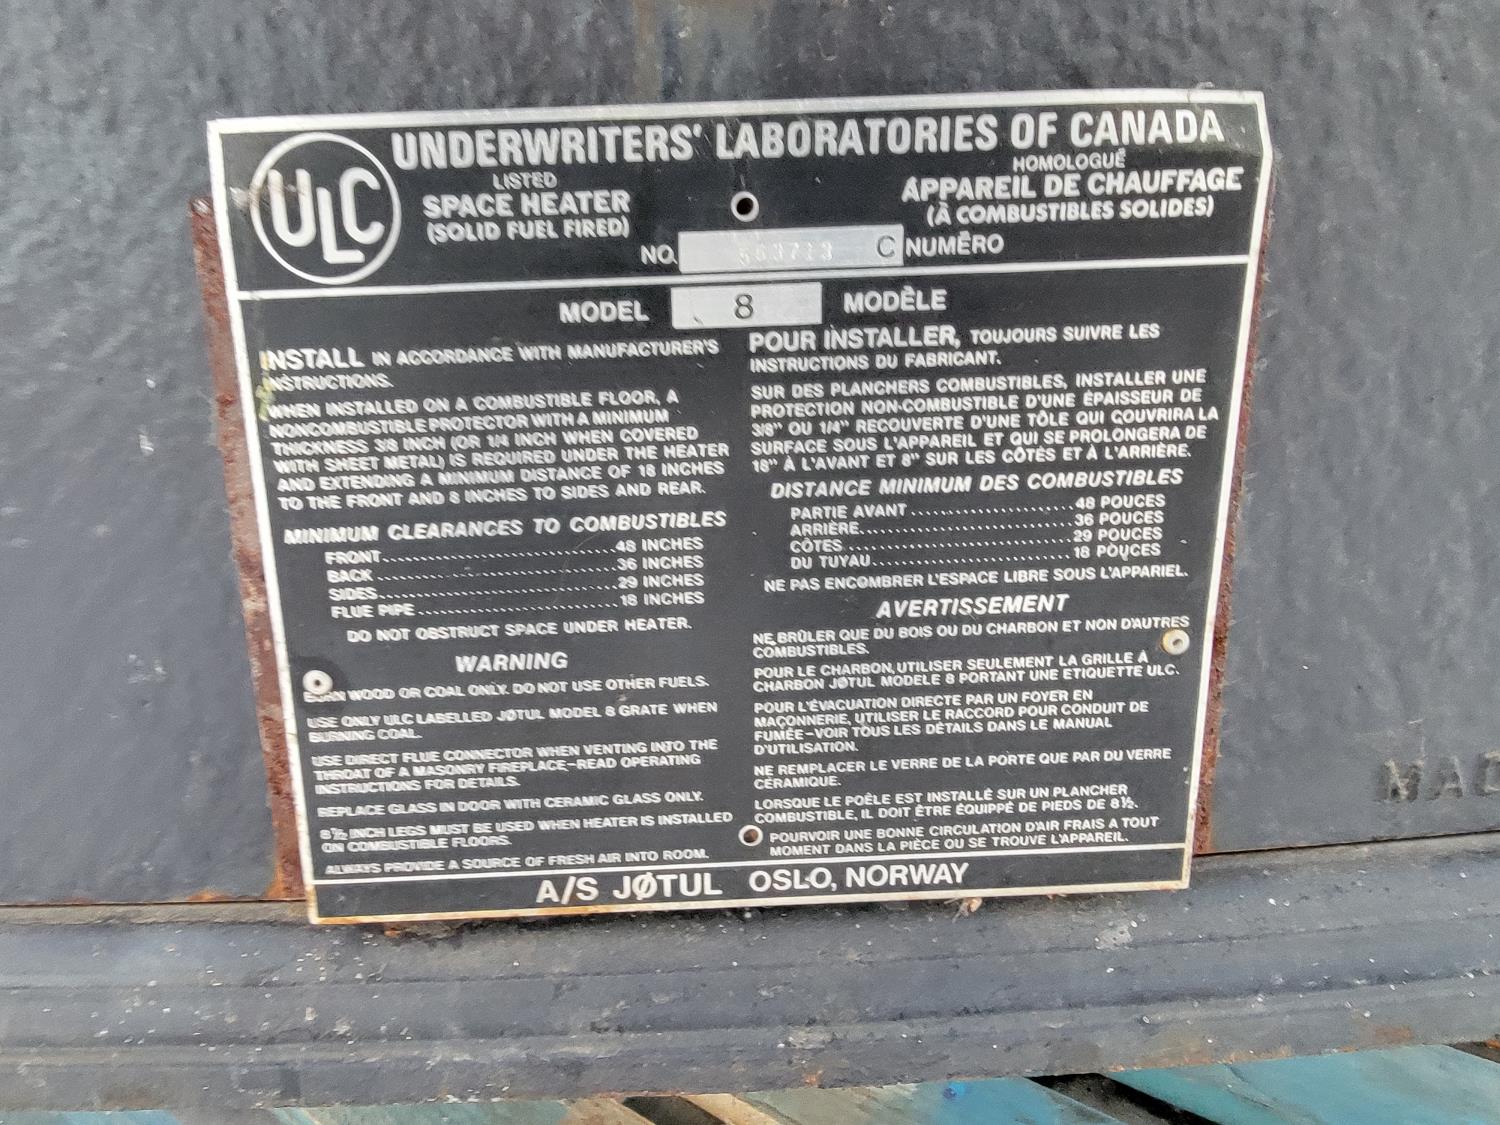 ULC
UNDERWRITERS' LABORATORIES OF CANADA
LISTED
SPACE HEATER
(SOLID FUEL FIRED)
HOMOLOGUÉ
APPAREIL DE CHAUFFAGE
(À COMBUSTIBLES SOLIDES)
NO. C NUMÉRO
MODEL 8 MODÈLE
INSTALL IN ACCORDANCE WITH MANUFACTURER'S
INSTRUCTIONS.
WHEN INSTALLED ON A COMBUSTIBLE FLOOR, A
NONCOMBUSTIBLE PROTECTOR WITH A MINIMUM
THICKNESS 3/8 INCH (OR 1/4 INCH WHEN COVERED
WITH SHEET METAL) IS REQUIRED UNDER THE HEATER
AND EXTENDING A MINIMUM DISTANCE OF 18 INCHES
TO THE FRONT AND 8 INCHES TO SIDES AND REAR.
MINIMUM CLEARANCES TO COMBUSTIBLES
FRONT..............................48 INCHES
BACK..............................36 INCHES
SIDES..............................29 INCHES
FLUE PIPE.........................18 INCHES
DO NOT OBSTRUCT SPACE UNDER HEATER.
WARNING
BURN WOOD OR COAL ONLY. DO NOT USE OTHER FUELS.
USE ONLY ULC LABELLED JØTUL MODEL 8 GRATE WHEN
BURNING COAL.
USE DIRECT FLUE CONNECTOR WHEN VENTING INTO THE
THROAT OF A MASONRY FIREPLACE-READ OPERATING
INSTRUCTIONS FOR DETAILS.
REPLACE GLASS IN DOOR WITH CERAMIC GLASS ONLY.
8½ INCH LEGS MUST BE USED WHEN HEATER IS INSTALLED
ON COMBUSTIBLE FLOORS.
ALWAYS PROVIDE A SOURCE OF FRESH AIR INTO ROOM.
POUR INSTALLER, TOUJOURS SUIVRE LES
INSTRUCTIONS DU FABRICANT.
SUR DES PLANCHERS COMBUSTIBLES, INSTALLER UNE
PROTECTION NON-COMBUSTIBLE D'UNE ÉPAISSEUR DE
3/8" OU 1/4" RECOUVERTE D'UNE TÔLE QUI COUVRIRA LA
SURFACE SOUS L'APPAREIL ET QUI SE PROLONGERA DE
18" À L'AVANT ET 8" SUR LES CÔTÉS ET À L'ARRIÈRE.
DISTANCE MINIMUM DES COMBUSTIBLES
PARTIE AVANT......................48 POUCES
ARRIÈRE...........................36 POUCES
CÔTES.............................29 POUCES
DU TUYAU..........................18 POUCES
NE PAS ENCOMBRER L'ESPACE LIBRE SOUS L'APPARIEL.
AVERTISSEMENT
NE BRÛLER QUE DU BOIS OU DU CHARBON ET NON D'AUTRES
COMBUSTIBLES.
POUR LE CHARBON, UTILISER SEULEMENT LA GRILLE À
CHARBON JØTUL MODELE 8 PORTANT UNE ETIQUETTE ULC.
POUR L'ÉVACUATION DIRECTE PAR UN FOYER EN
MAÇONNERIE, UTILISER LE RACCORD POUR CONDUIT DE
FUMÉE-VOIR TOUS LES DÉTAILS DANS LE MANUAL
D'UTILISATION.
NE REMPLACER LE VERRE DE LA PORTE QUE PAR DU VERRE
CÉRAMIQUE.
LORSQUE LE POÊLE EST INSTALLÉ SUR UN PLANCHER
COMBUSTIBLE, IL DOIT ÊTRE ÉQUIPPÉ DE PIEDS DE 8½.
POURVOIR UNE BONNE CIRCULATION D'AIR FRAIS A TOUT
MOMENT DANS LA PIÈCE OU SE TROUVE L'APPAREIL.
A/S JØTUL OSLO, NORWAY